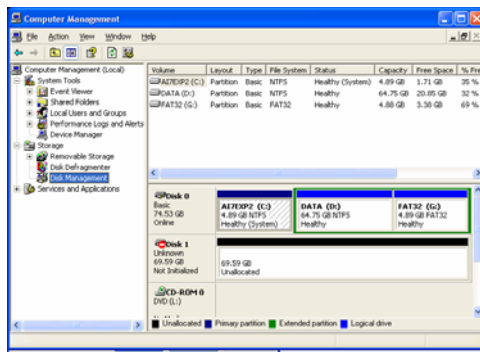 Computer Management
File Action View Window Help
Computer Management (Local)
System Tools
Event Viewer
Shared Folders
Local Users and Groups
Performance Logs and Alerts
Device Manager
Storage
Removable Storage
Disk Defragmenter
Disk Management
Services and Applications
Volume Layout Type File System Status Capacity Free Space % Fre
AI7EXP2 (C:) Partition Basic NTFS Healthy (System) 4.89 GB 1.71 GB 35 %
DATA (D:) Partition Basic NTFS Healthy 64.75 GB 20.85 GB 32 %
FAT32 (G:) Partition Basic FAT32 Healthy 4.88 GB 3.38 GB 69 %
Disk 0
Basic
74.53 GB
Online
AI7EXP2 (C:)
4.89 GB NTFS
Healthy (System)
DATA (D:)
64.75 GB NTFS
Healthy
FAT32 (G:)
4.89 GB FAT32
Healthy
Disk 1
Unknown
69.59 GB
Not Initialized
69.59 GB
Unallocated
CD-ROM 0
DVD (L:)
Unallocated Primary partition Extended partition Logical drive